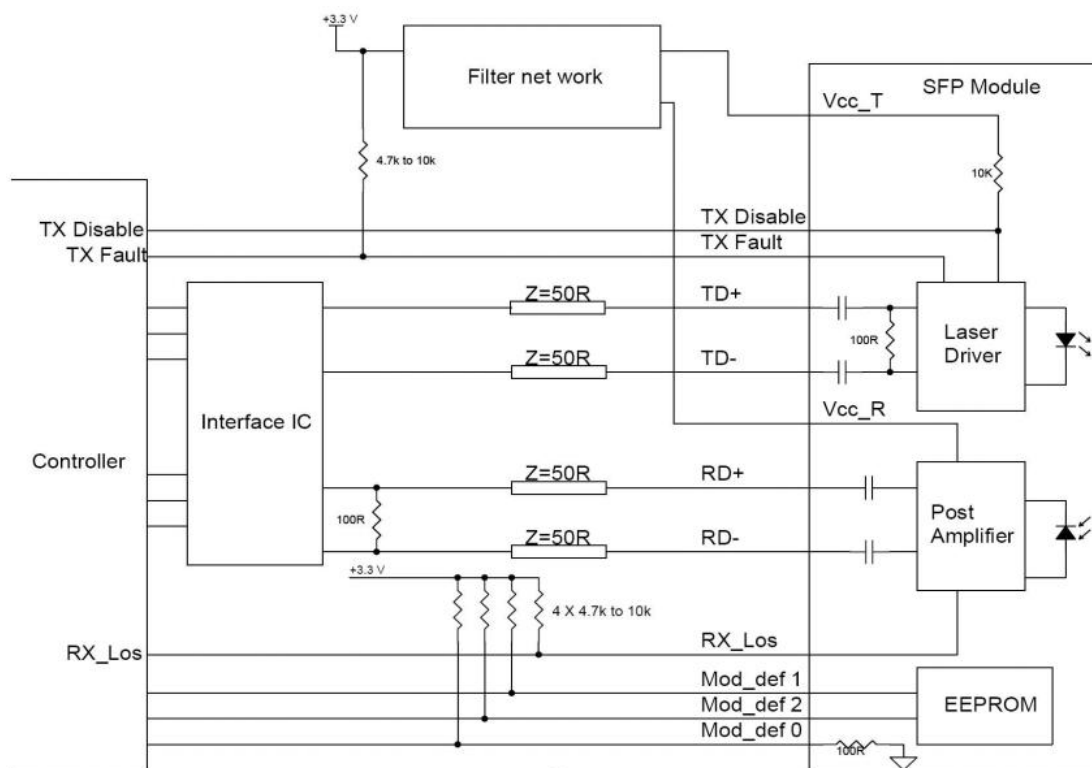 +3.3 V
Filter net work
SFP Module
Vcc_T
4.7k to 10k
10K
TX Disable
TX Disable
TX Fault
TX Fault
Z=50R
TD+
100R
Laser
Driver
Z=50R
TD-
Vcc_R
Interface IC
Controller
Z=50R
RD+
100R
Post
Amplifier
Z=50R
RD-
+3.3 V
4 X 4.7k to 10k
RX_Los
RX_Los
Mod_def 1
Mod_def 2
EEPROM
Mod_def 0
100R